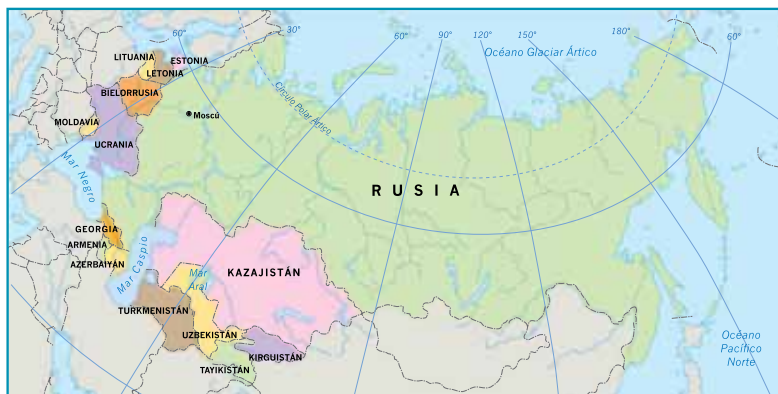 60°
30°
60°
90°
120°
150°
180°
60°
Océano Glaciar Ártico
LITUANIA
ESTONIA
LETONIA
BIELORRUSIA
Círculo Polar Ártico
Moscú
MOLDAVIA
UCRANIA
Mar Negro
RUSIA
GEORGIA
ARMENIA
AZERBAIYÁN
Mar Caspio
KAZAJISTÁN
Mar
Aral
TURKMENISTÁN
UZBEKISTÁN
KIRGUISTÁN
TAYIKISTÁN
Océano
Pacífico
Norte